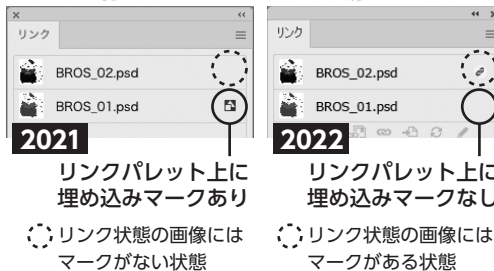 リンク
BROS_02.psd
BROS_01.psd
2021
リンクパレット上に
埋め込みマークあり
リンク状態の画像には
マークがない状態
リンク
BROS_02.psd
BROS_01.psd
2022
リンクパレット上に
埋め込みマークなし
リンク状態の画像には
マークがある状態